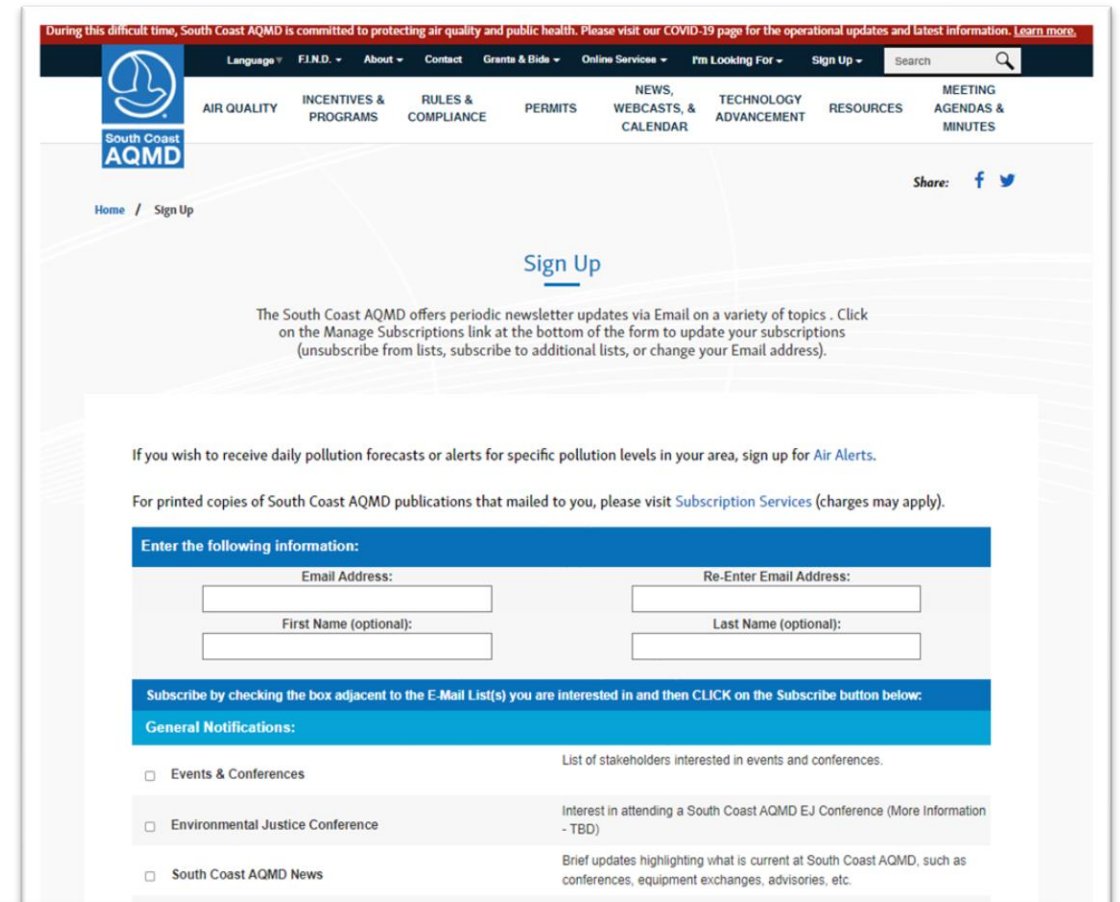 During this difficult time, South Coast AQMD is committed to protecting air quality and public health. Please visit our COVID-19 page for the operational updates and latest information. Learn more.
Language F.I.N.D. About Contact Grants & Bids Online Services I'm Looking For Sign Up Search
South Coast
AQMD
AIR QUALITY
INCENTIVES &
PROGRAMS
RULES &
COMPLIANCE
PERMITS
NEWS,
WEBCASTS, &
CALENDAR
TECHNOLOGY
ADVANCEMENT
RESOURCES
MEETING
AGENDAS &
MINUTES
Share:
Home / Sign Up
Sign Up
The South Coast AQMD offers periodic newsletter updates via Email on a variety of topics . Click
on the Manage Subscriptions link at the bottom of the form to update your subscriptions
(unsubscribe from lists, subscribe to additional lists, or change your Email address).
If you wish to receive daily pollution forecasts or alerts for specific pollution levels in your area, sign up for Air Alerts.
For printed copies of South Coast AQMD publications that mailed to you, please visit Subscription Services (charges may apply).
Enter the following information:
Email Address: Re-Enter Email Address:
First Name (optional): Last Name (optional):
Subscribe by checking the box adjacent to the E-Mail List(s) you are interested in and then CLICK on the Subscribe button below:
General Notifications:
Events & Conferences
List of stakeholders interested in events and conferences.
Environmental Justice Conference
Interest in attending a South Coast AQMD EJ Conference (More Information
- TBD)
South Coast AQMD News
Brief updates highlighting what is current at South Coast AQMD, such as
conferences, equipment exchanges, advisories, etc.